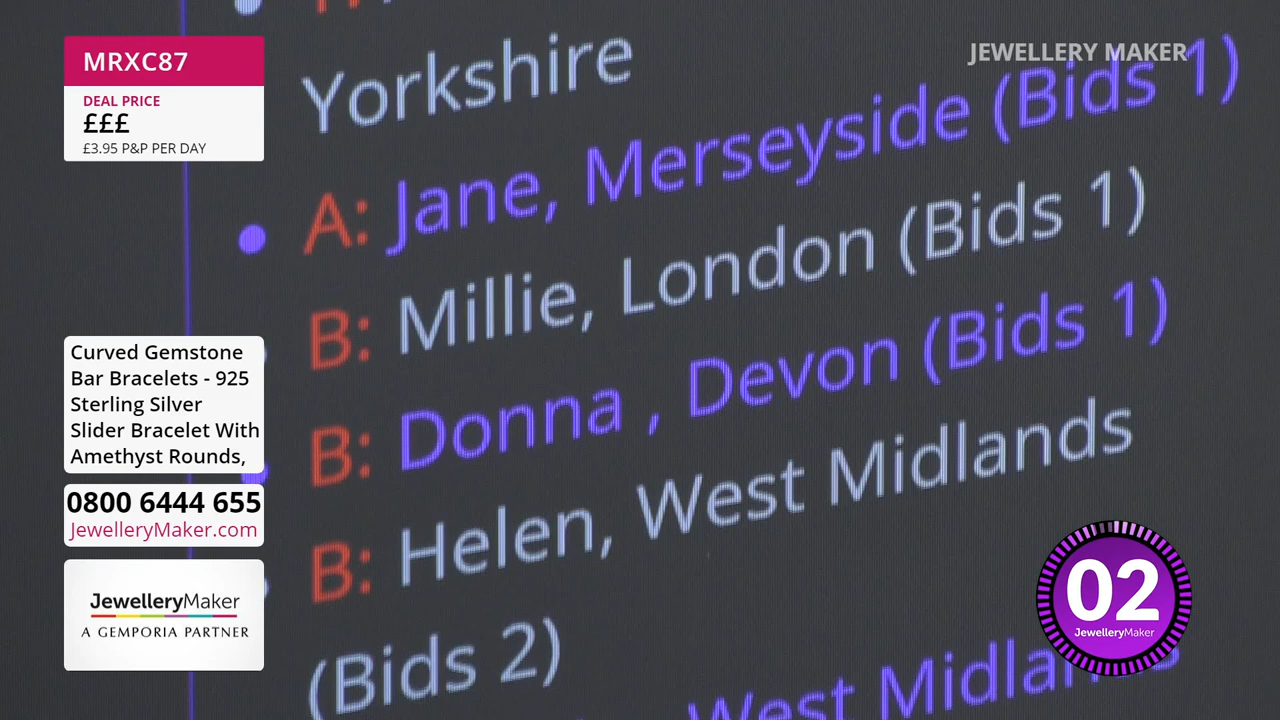 MRXC87
DEAL PRICE
£££
£3.95 P&P PER DAY
JEWELLERY MAKER
Yorkshire
A: Jane, Merseyside (Bids 1)
B: Millie, London (Bids 1)
B: Donna , Devon (Bids 1)
B: Helen, West Midlands
(Bids 2)
West Midlands
Curved Gemstone
Bar Bracelets - 925
Sterling Silver
Slider Bracelet With
Amethyst Rounds,
0800 6444 655
JewelleryMaker.com
JewelleryMaker
A GEMPORIA PARTNER
02
JewelleryMaker